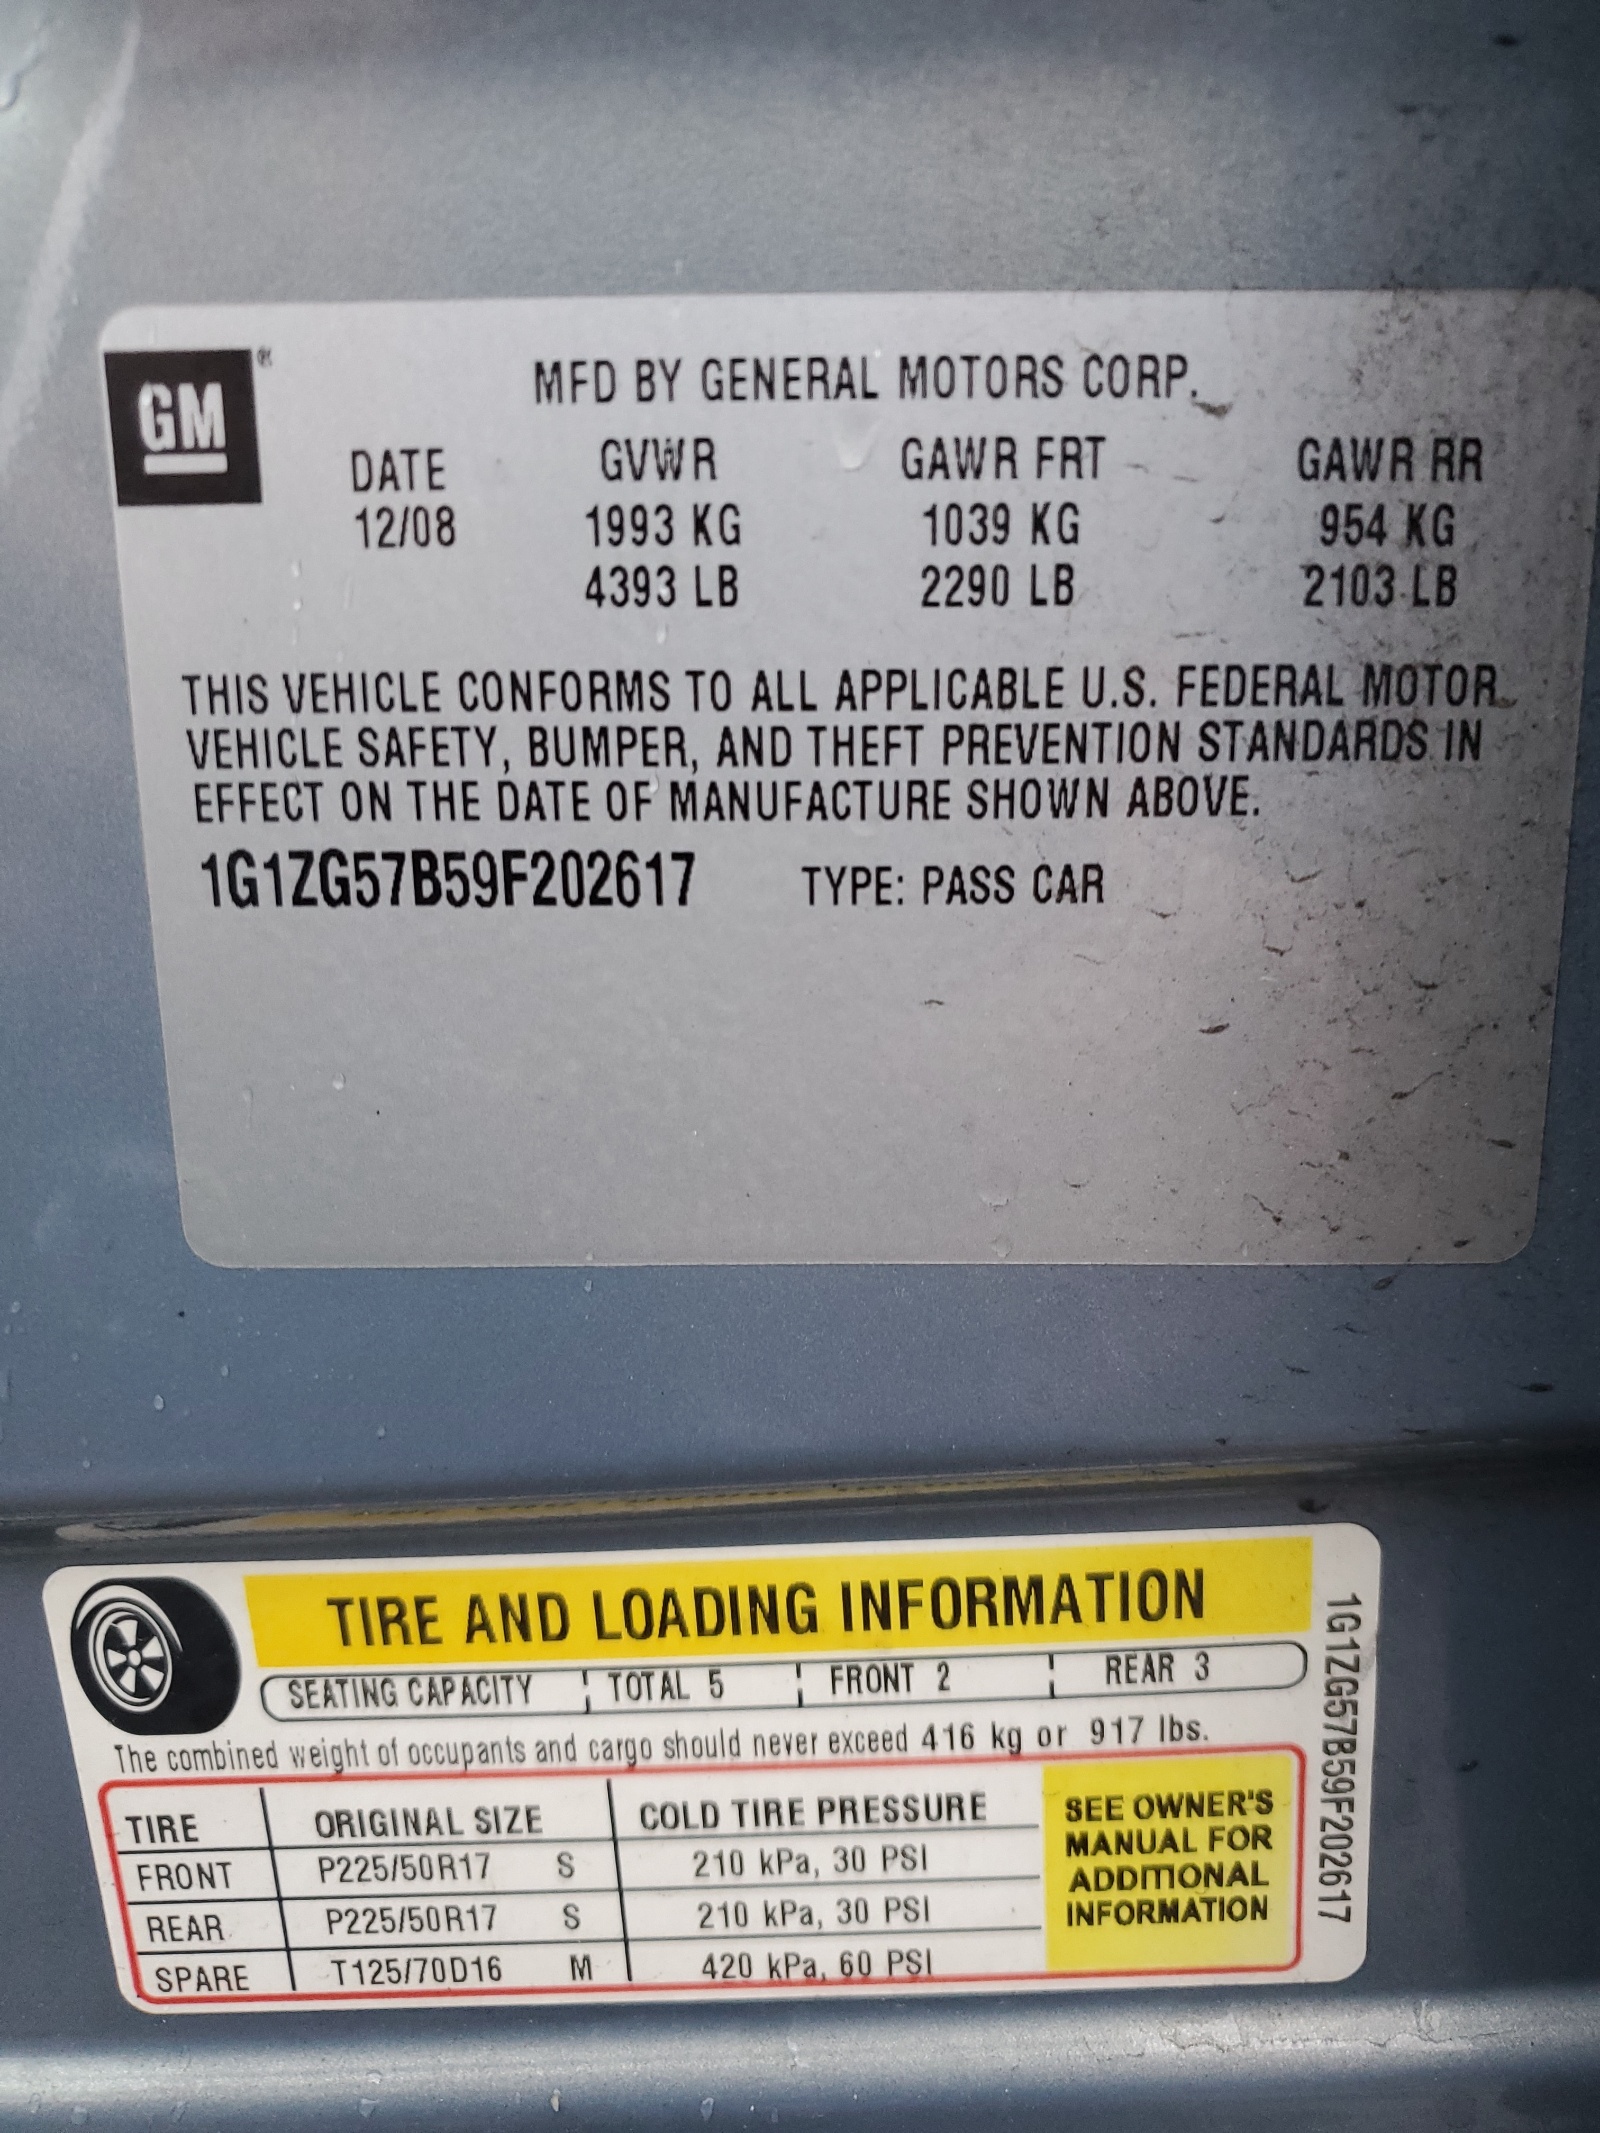 GM ®
MFD BY GENERAL MOTORS CORP.
DATE GVWR GAWR FRT GAWR RR
12/08 1993 KG 1039 KG 954 KG
4393 LB 2290 LB 2103 LB
THIS VEHICLE CONFORMS TO ALL APPLICABLE U.S. FEDERAL MOTOR
VEHICLE SAFETY, BUMPER, AND THEFT PREVENTION STANDARDS IN
EFFECT ON THE DATE OF MANUFACTURE SHOWN ABOVE.
1G1ZG57B59F202617 TYPE: PASS CAR
TIRE AND LOADING INFORMATION
SEATING CAPACITY TOTAL 5 FRONT 2 REAR 3
The combined weight of occupants and cargo should never exceed 416 kg or 917 lbs.
TIRE ORIGINAL SIZE COLD TIRE PRESSURE
FRONT P225/50R17 S 210 kPa, 30 PSI
REAR P225/50R17 S 210 kPa, 30 PSI
SPARE T125/70D16 M 420 kPa, 60 PSI
SEE OWNER'S
MANUAL FOR
ADDITIONAL
INFORMATION
1G1ZG57B59F202617